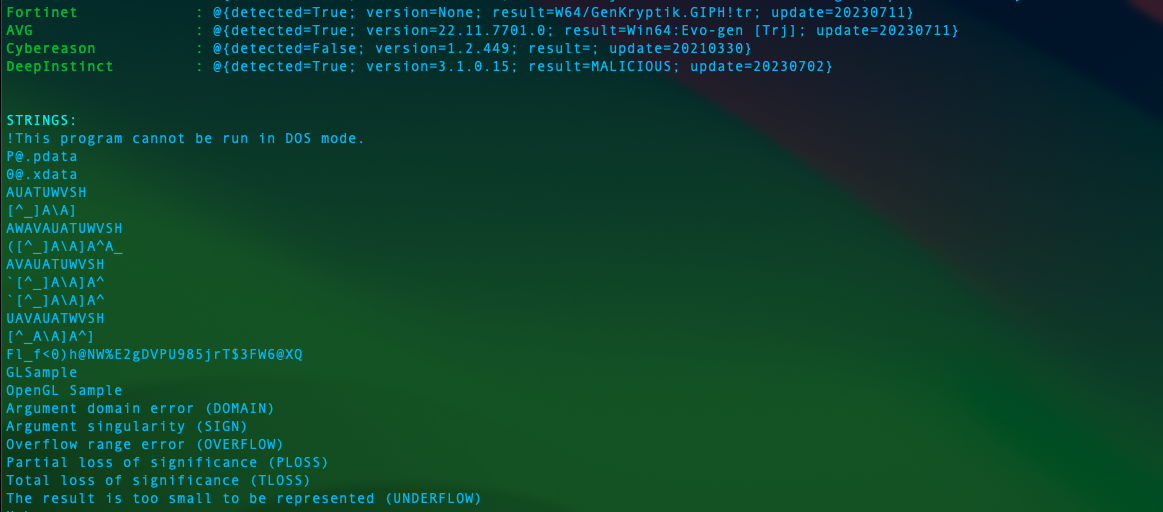 Fortinet : @{detected=True; version=None; result=W64/GenKryptik.GIPH!tr; update=20230711}
AVG : @{detected=True; version=22.11.7701.0; result=Win64:Evo-gen [Trj]; update=20230711}
Cybereason : @{detected=False; version=1.2.449; result=; update=20210330}
DeepInstinct : @{detected=True; version=3.1.0.15; result=MALICIOUS; update=20230702}
STRINGS:
!This program cannot be run in DOS mode.
P@.pdata
0@.xdata
AUATUWVSH
[^_]A\A]
AWAVAUATUWVSH
([^_]A\A]A^A_
AVAUATUWVSH
`[^_]A\A]A^
`[^_]A\A]A^
UAVAUATWVSH
[^_A\A]A^]
Fl_f<0)h@NW%E2gDVPU985jrT$3FW6@XQ
GLSample
OpenGL Sample
Argument domain error (DOMAIN)
Argument singularity (SIGN)
Overflow range error (OVERFLOW)
Partial loss of significance (PLOSS)
Total loss of significance (TLOSS)
The result is too small to be represented (UNDERFLOW)